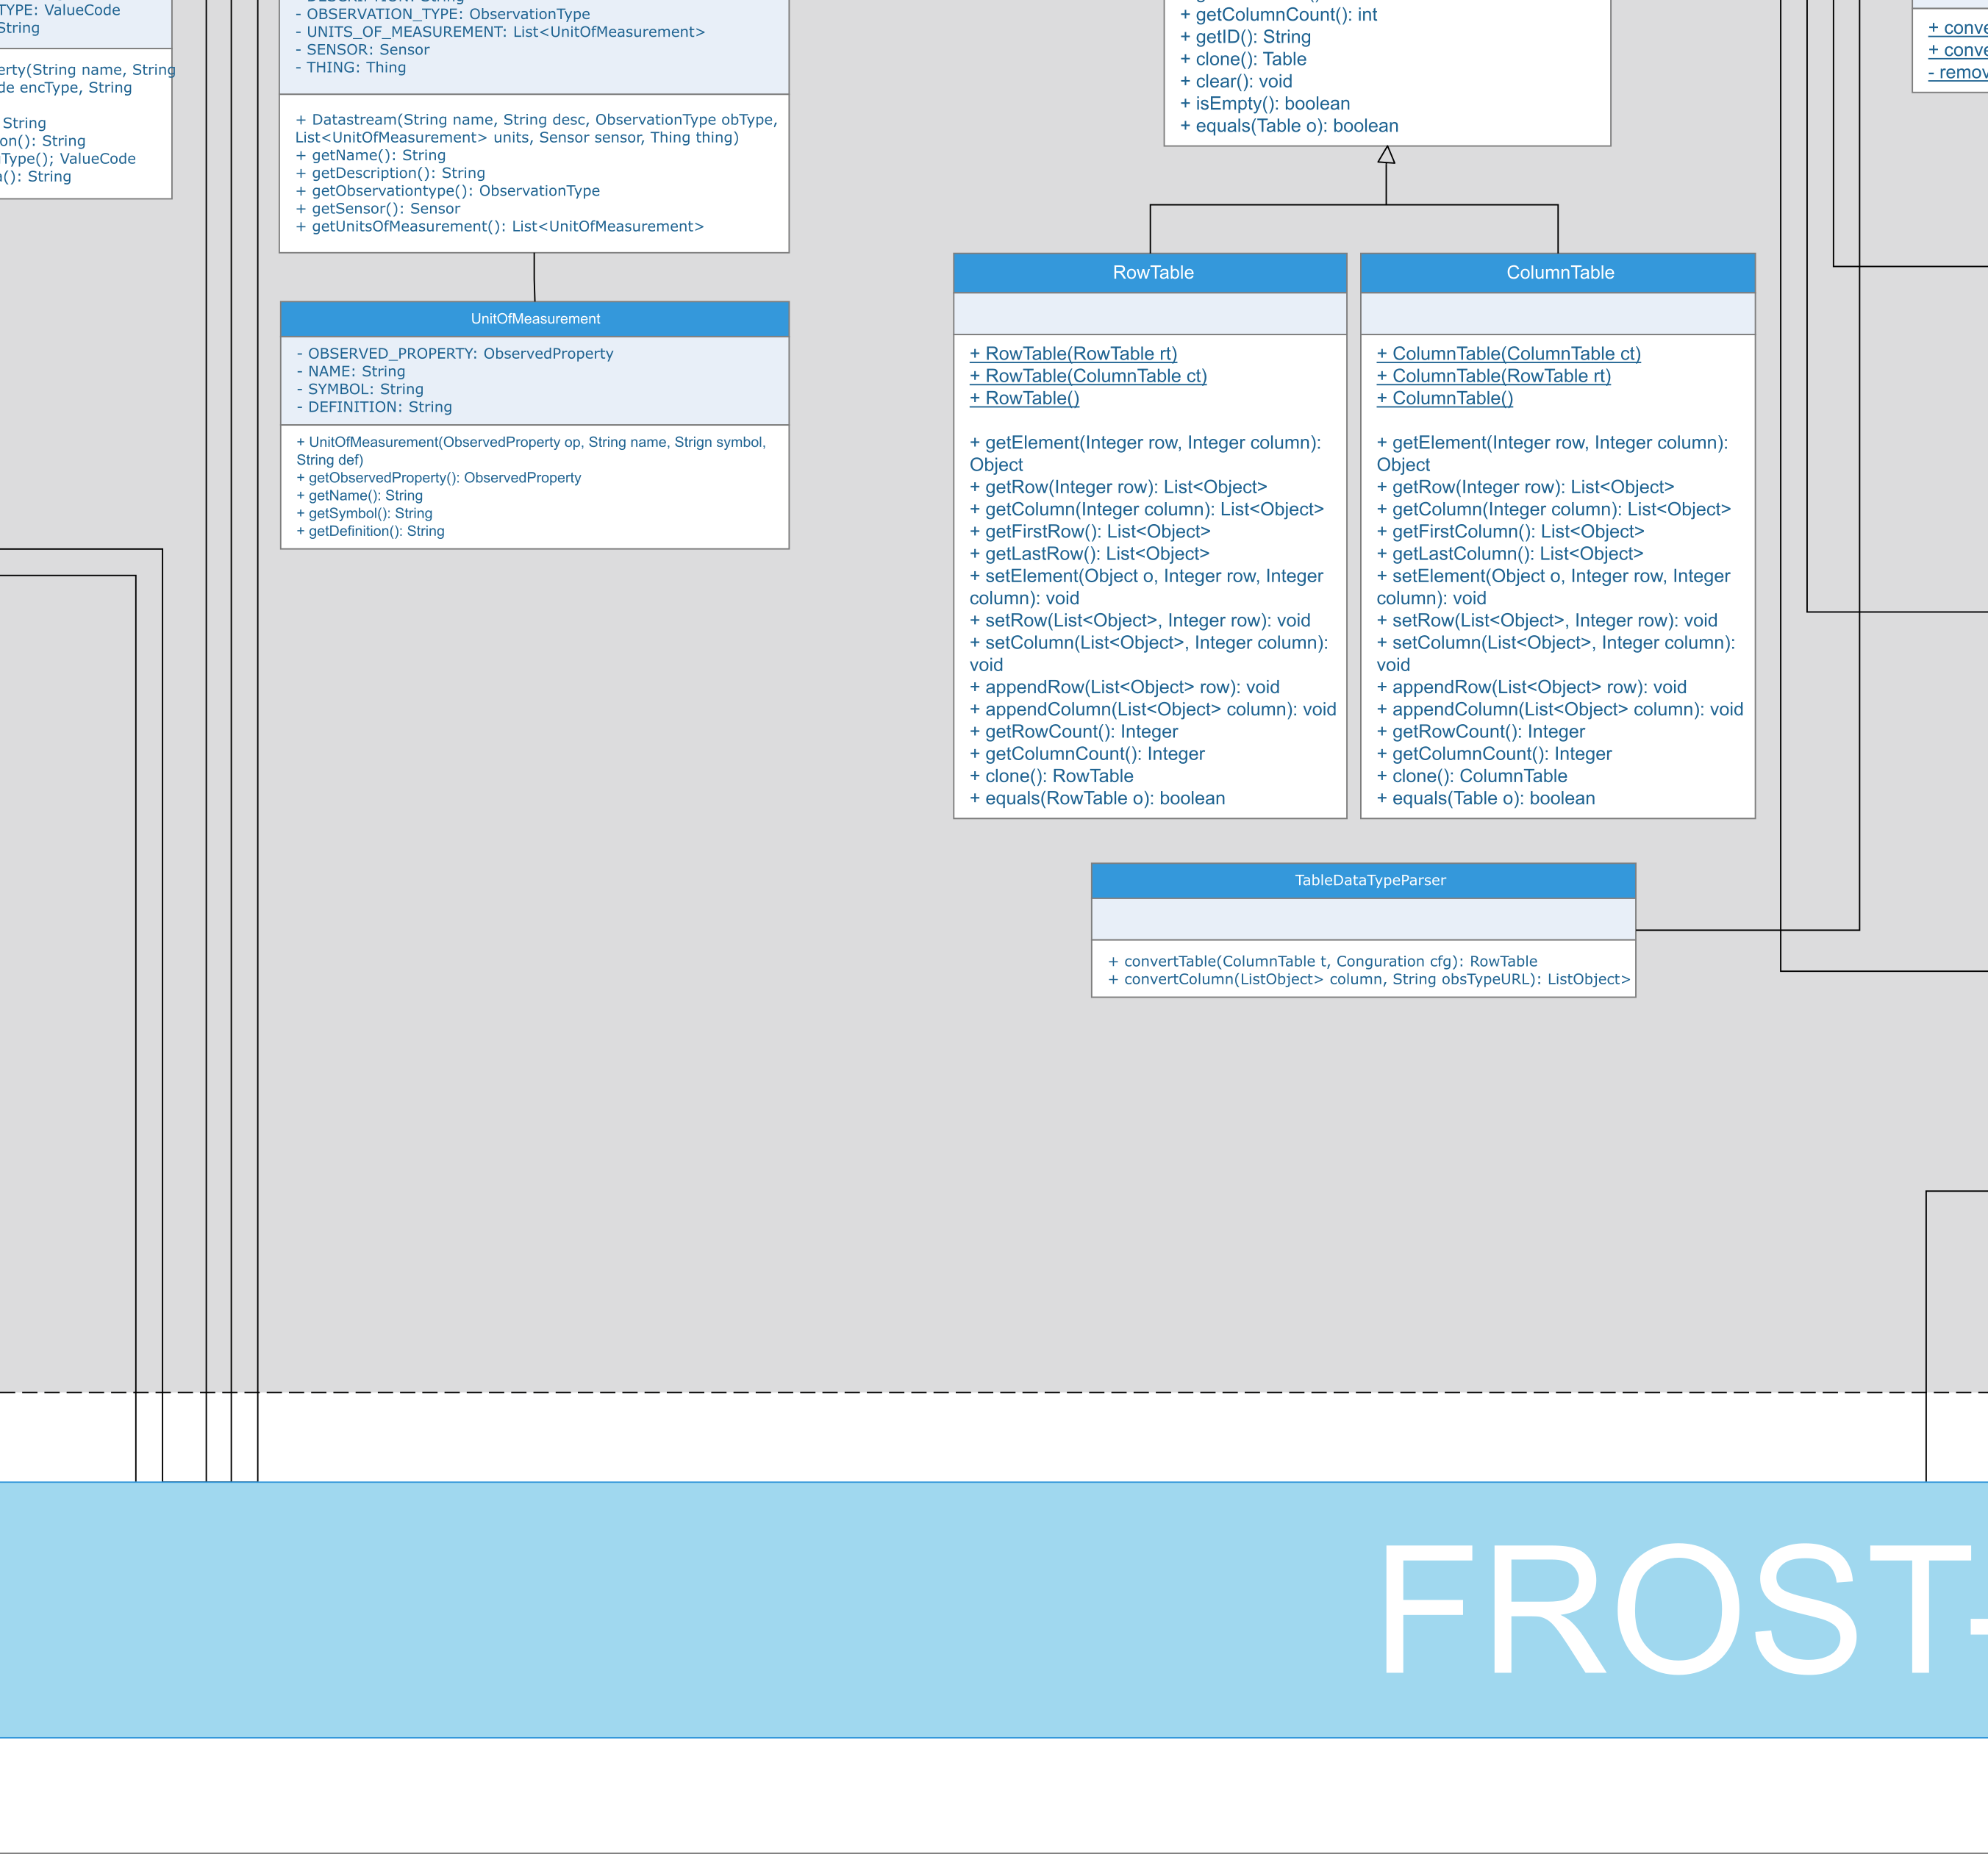 TYPE: ValueCode
String
erty(String name, String
de encType, String
String
on(): String
Type(); ValueCode
a(): String
- OBSERVATION_TYPE: ObservationType
- UNITS_OF_MEASUREMENT: List<UnitOfMeasurement>
- SENSOR: Sensor
- THING: Thing
+ Datastream(String name, String desc, ObservationType obType,
List<UnitOfMeasurement> units, Sensor sensor, Thing thing)
+ getName(): String
+ getDescription(): String
+ getObservationtype(): ObservationType
+ getSensor(): Sensor
+ getUnitsOfMeasurement(): List<UnitOfMeasurement>
UnitOfMeasurement
- OBSERVED_PROPERTY: ObservedProperty
- NAME: String
- SYMBOL: String
- DEFINITION: String
+ UnitOfMeasurement(ObservedProperty op, String name, Strign symbol,
String def)
+ getObservedProperty(): ObservedProperty
+ getName(): String
+ getSymbol(): String
+ getDefinition(): String
+ getColumnCount(): int
+ getID(): String
+ clone(): Table
+ clear(): void
+ isEmpty(): boolean
+ equals(Table o): boolean
RowTable
+ RowTable(RowTable rt)
+ RowTable(ColumnTable ct)
+ RowTable()
+ getElement(Integer row, Integer column):
Object
+ getRow(Integer row): List<Object>
+ getColumn(Integer column): List<Object>
+ getFirstRow(): List<Object>
+ getLastRow(): List<Object>
+ setElement(Object o, Integer row, Integer
column): void
+ setRow(List<Object>, Integer row): void
+ setColumn(List<Object>, Integer column):
void
+ appendRow(List<Object> row): void
+ appendColumn(List<Object> column): void
+ getRowCount(): Integer
+ getColumnCount(): Integer
+ clone(): RowTable
+ equals(RowTable o): boolean
ColumnTable
+ ColumnTable(ColumnTable ct)
+ ColumnTable(RowTable rt)
+ ColumnTable()
+ getElement(Integer row, Integer column):
Object
+ getRow(Integer row): List<Object>
+ getColumn(Integer column): List<Object>
+ getFirstColumn(): List<Object>
+ getLastColumn(): List<Object>
+ setElement(Object o, Integer row, Integer
column): void
+ setRow(List<Object>, Integer row): void
+ setColumn(List<Object>, Integer column):
void
+ appendRow(List<Object> row): void
+ appendColumn(List<Object> column): void
+ getRowCount(): Integer
+ getColumnCount(): Integer
+ clone(): ColumnTable
+ equals(Table o): boolean
TableDataTypeParser
+ convertTable(ColumnTable t, Conguration cfg): RowTable
+ convertColumn(ListObject> column, String obsTypeURL): ListObject>
+ conve
+ conve
- remov
FROST-